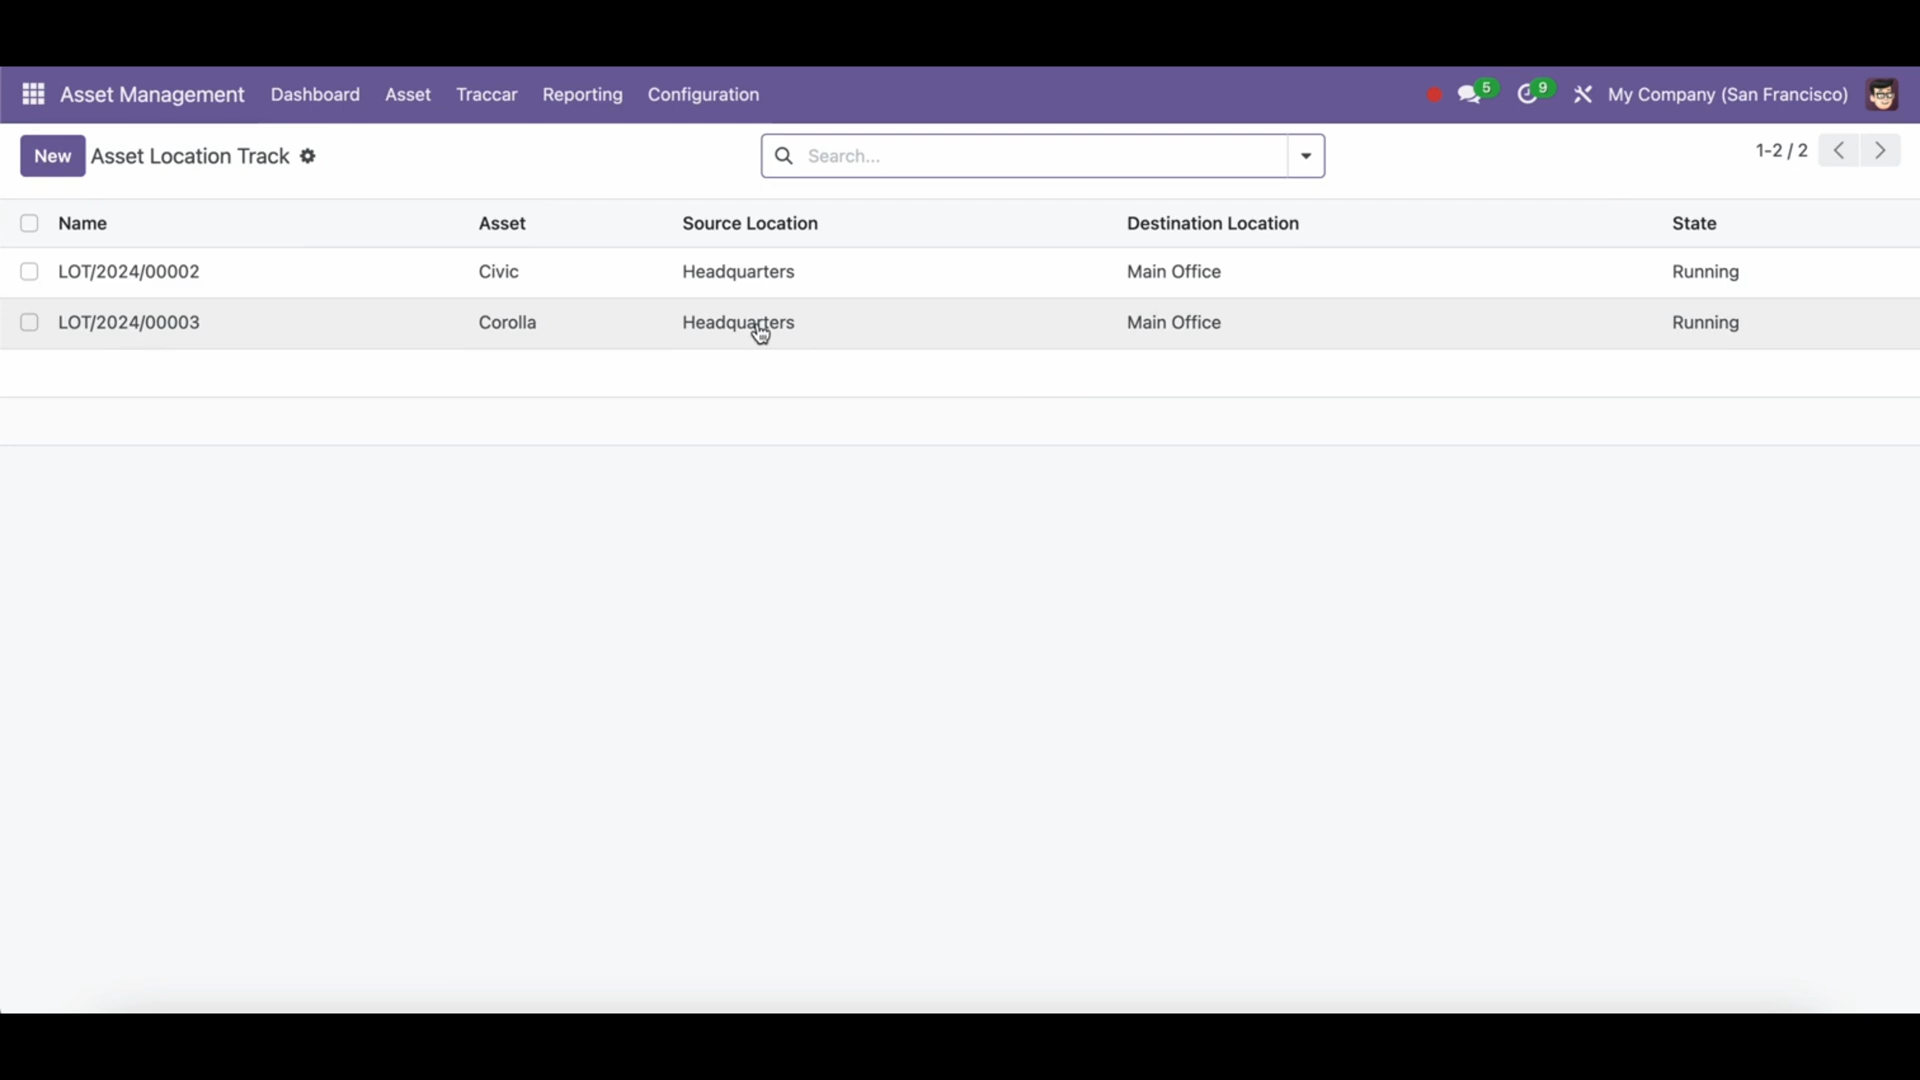 Asset Management Dashboard Asset Traccar Reporting Configuration 5 9 My Company (San Francisco)
New Asset Location Track Search... 1-2 / 2
Name Asset Source Location Destination Location State
LOT/2024/00002 Civic Headquarters Main Office Running
LOT/2024/00003 Corolla Headquarters Main Office Running